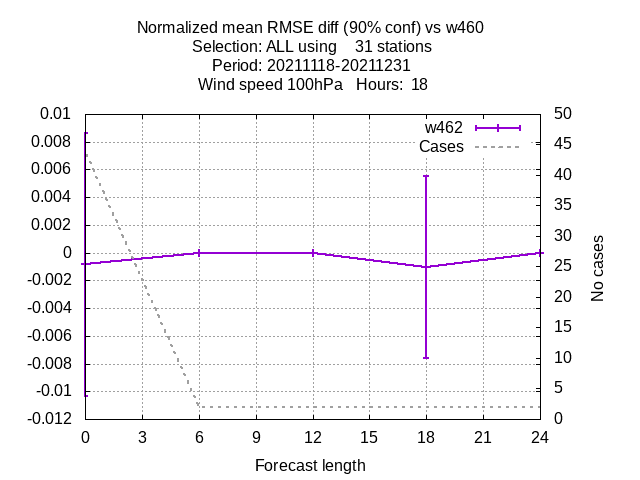 Normalized mean RMSE diff (90% conf) vs w460
Selection: ALL using    31 stations
Period: 20211118-20211231
Wind speed 100hPa   Hours:  18
w462
Cases
0.01
0.008
0.006
0.004
0.002
0
-0.002
-0.004
-0.006
-0.008
-0.01
-0.012
50
45
40
35
30
25
20
15
10
5
0
No cases
0 3 6 9 12 15 18 21 24
Forecast length